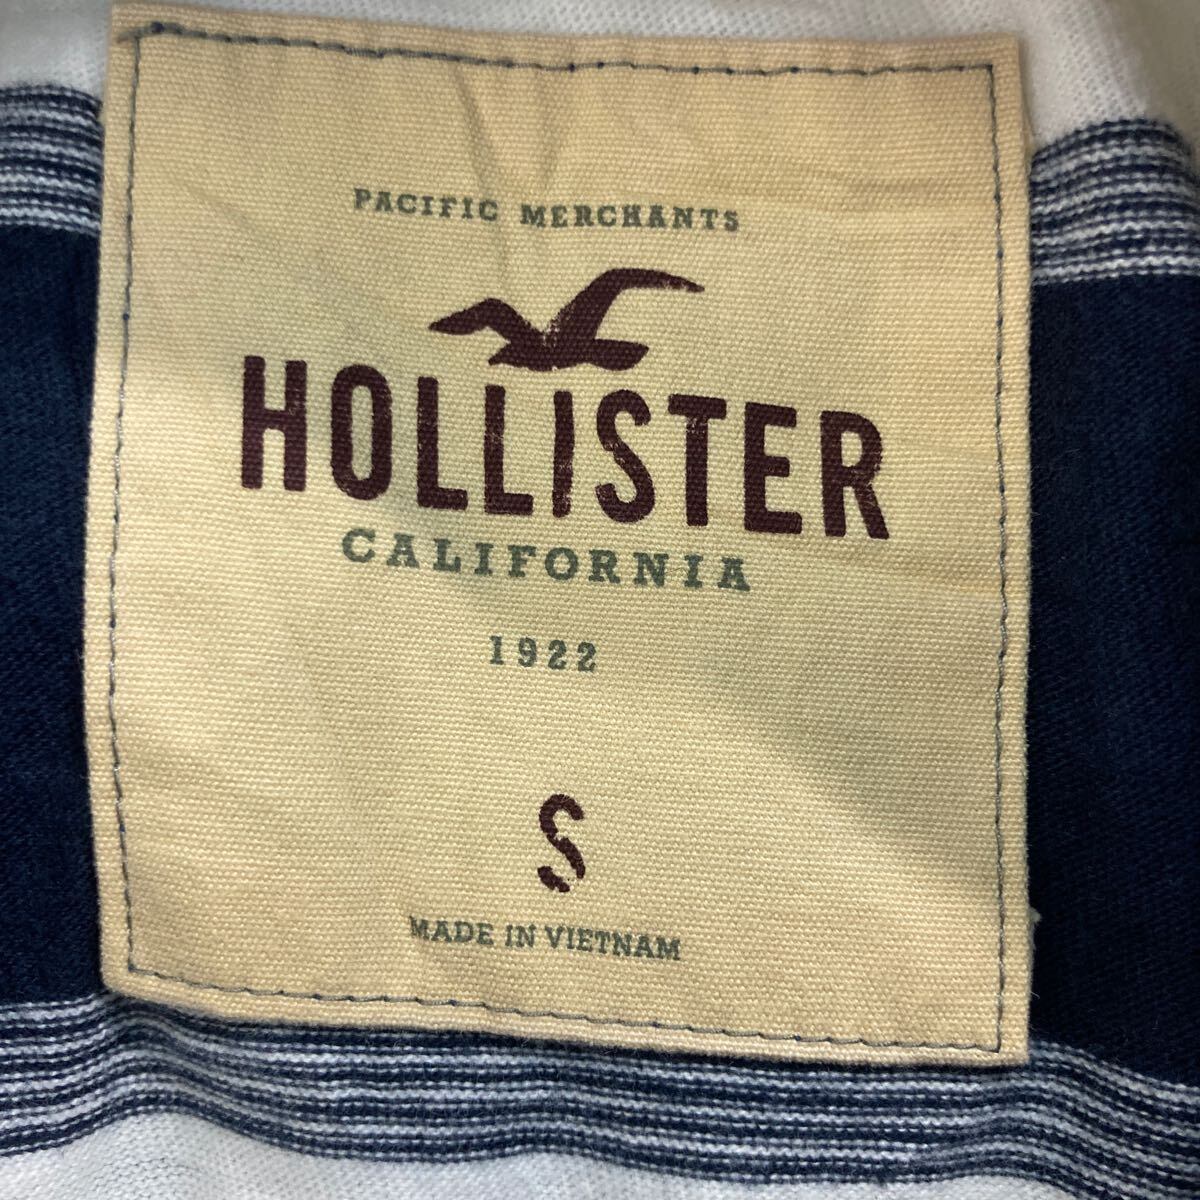 PACIFIC MERCHANTS
HOLLISTER
CALIFORNIA
1922
S
MADE IN VIETNAM